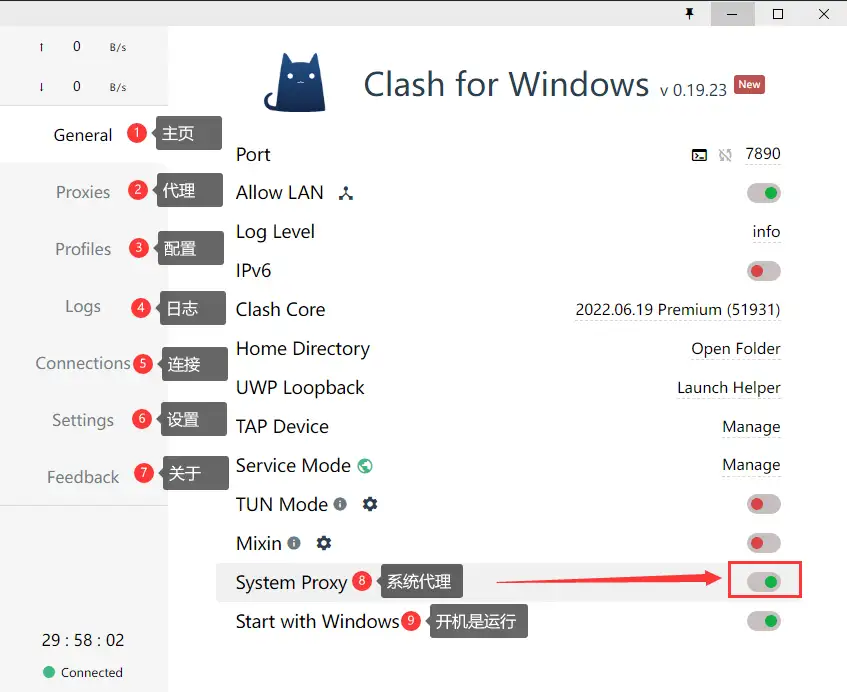 ↑ 0 B/s
↓ 0 B/s
Clash for Windows v 0.19.23 New
General 1 主页
Proxies 2 代理
Profiles 3 配置
Logs 4 日志
Connections 5 连接
Settings 6 设置
Feedback 7 关于
29 : 58 : 02
Connected
Port 7890
Allow LAN
Log Level info
IPv6
Clash Core 2022.06.19 Premium (51931)
Home Directory Open Folder
UWP Loopback Launch Helper
TAP Device Manage
Service Mode Manage
TUN Mode
Mixin
System Proxy 8 系统代理
Start with Windows 9 开机是运行